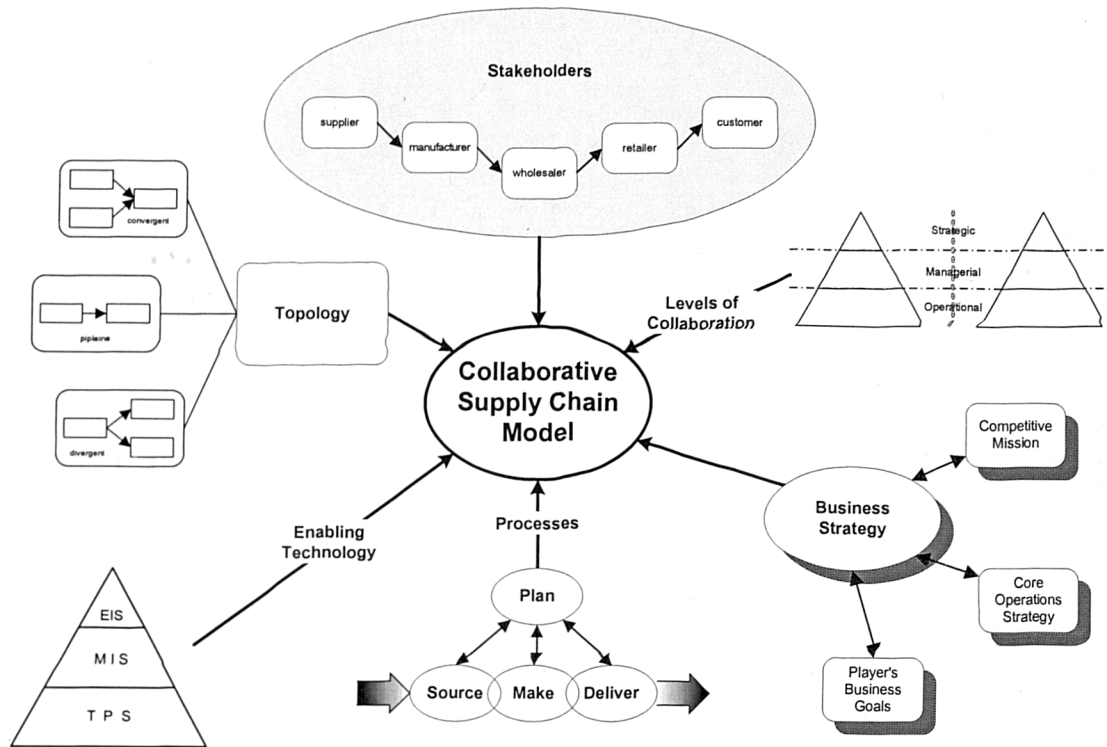 Stakeholders
supplier
manufacturer
wholesaler
retailer
customer
convergent
pipleine
divergent
Topology
Levels of
Collaboration
Strategic
Managerial
Operational
Collaborative
Supply Chain
Model
Competitive
Mission
Business
Strategy
Core
Operations
Strategy
Player's
Business
Goals
Enabling
Technology
Processes
Plan
Source
Make
Deliver
EIS
MIS
TPS